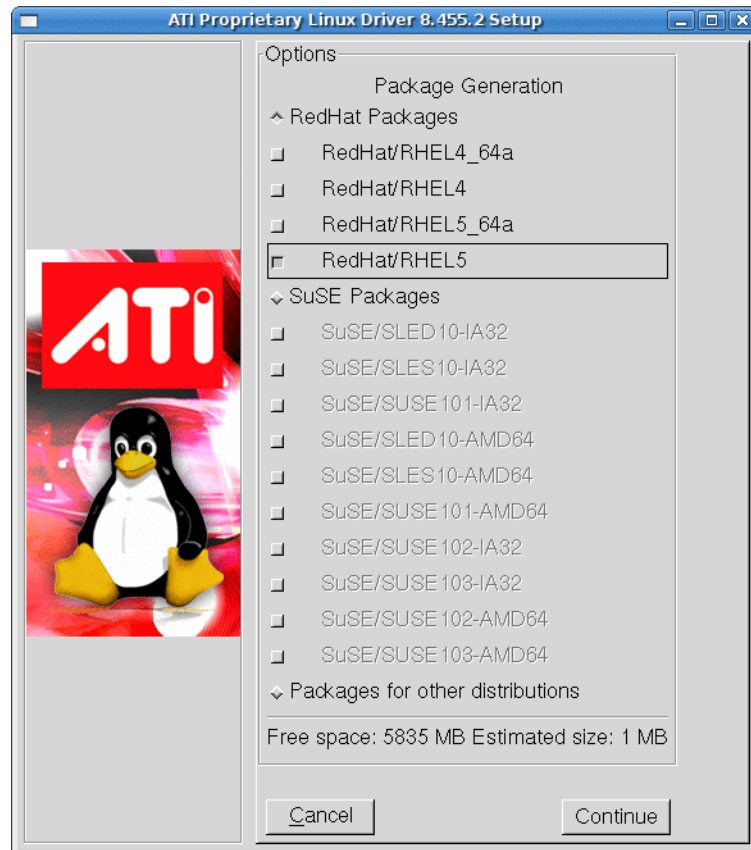 ATI Proprietary Linux Driver 8.455.2 Setup
Options
Package Generation
RedHat Packages
RedHat/RHEL4_64a
RedHat/RHEL4
RedHat/RHEL5_64a
RedHat/RHEL5
SuSE Packages
SuSE/SLED10-IA32
SuSE/SLES10-IA32
SuSE/SUSE101-IA32
SuSE/SLED10-AMD64
SuSE/SLES10-AMD64
SuSE/SUSE101-AMD64
SuSE/SUSE102-IA32
SuSE/SUSE103-IA32
SuSE/SUSE102-AMD64
SuSE/SUSE103-AMD64
Packages for other distributions
Free space: 5835 MB Estimated size: 1 MB
Cancel
Continue
ATI